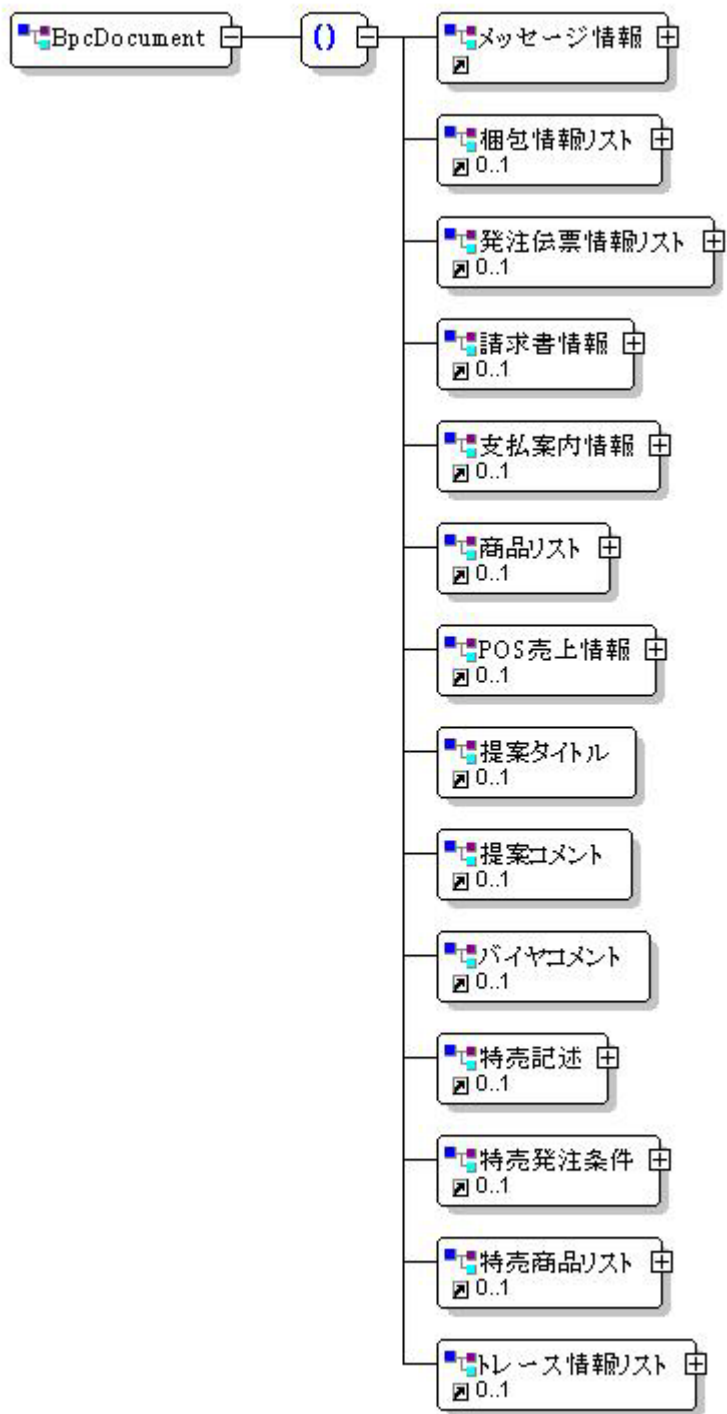 BpcDocument
()
メッセージ情報
梱包情報リスト
0..1
発注伝票情報リスト
0..1
請求書情報
0..1
支払案内情報
0..1
商品リスト
0..1
POS売上情報
0..1
提案タイトル
0..1
提案コメント
0..1
バイヤコメント
0..1
特売記述
0..1
特売発注条件
0..1
特売商品リスト
0..1
トレース情報リスト
0..1